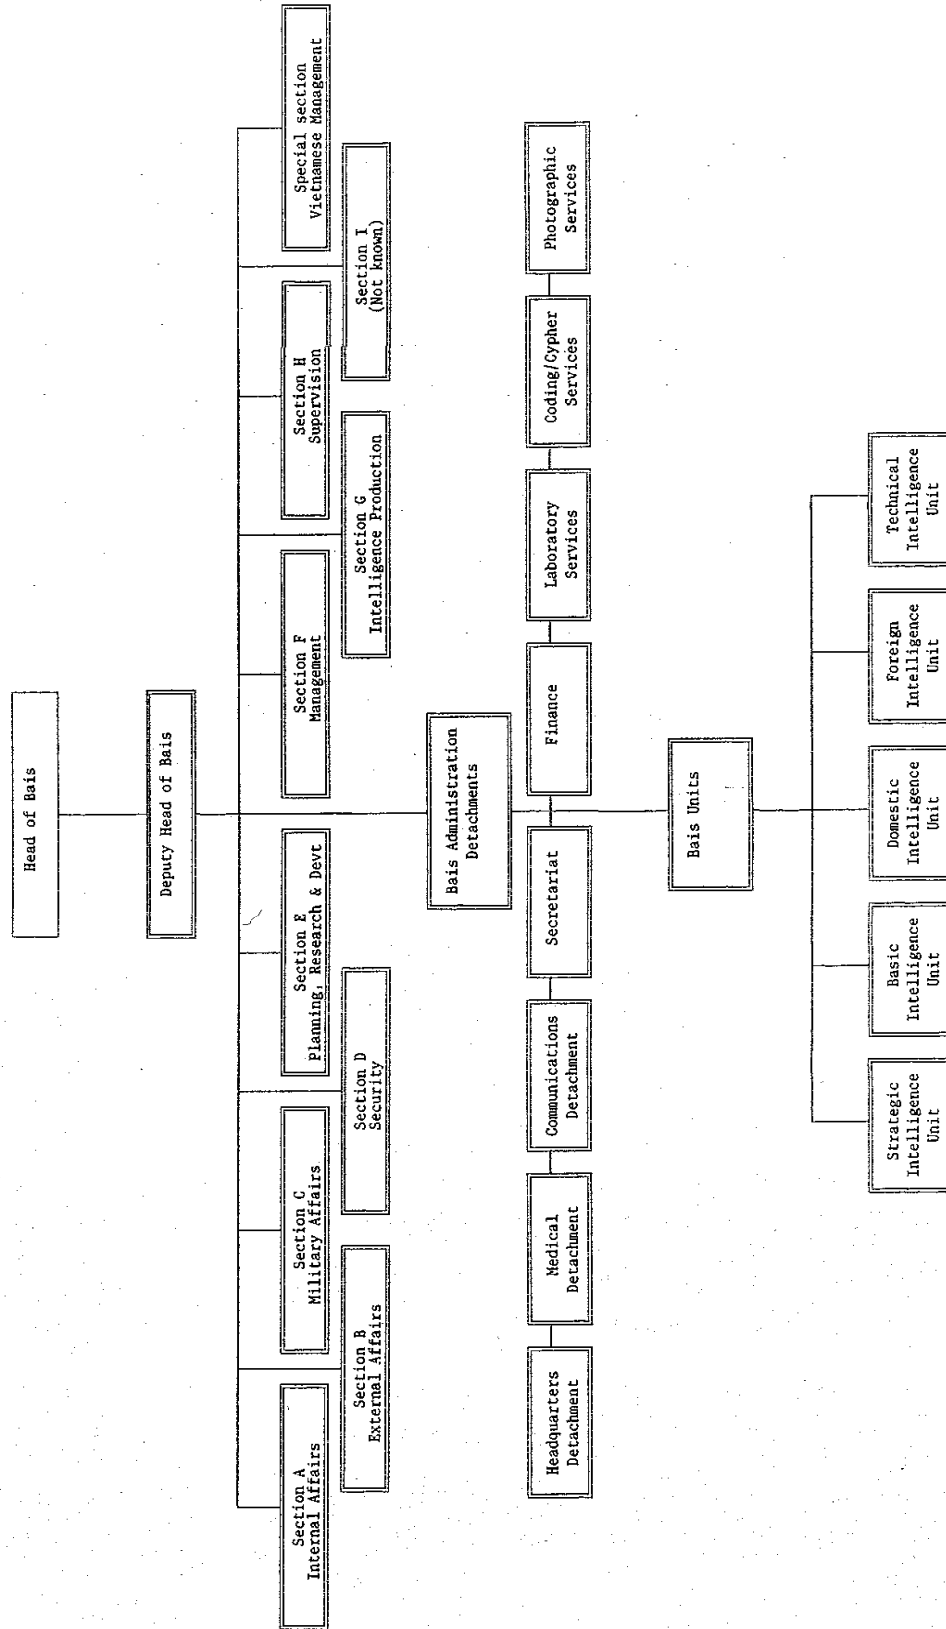 Head of Bais
Deputy Head of Bais
Section A
Internal Affairs
Section B
External Affairs
Section C
Military Affairs
Section D
Security
Section E
Planning, Research & Devt
Section F
Management
Section G
Intelligence Production
Section H
Supervision
Section I
(Not known)
Special section
Vietnamese Management
Bais Administration
Detachments
Headquarters
Detachment
Medical
Detachment
Communications
Detachment
Secretariat
Finance
Laboratory
Services
Coding/Cypher
Services
Photographic
Services
Bais Units
Strategic
Intelligence
Unit
Basic
Intelligence
Unit
Domestic
Intelligence
Unit
Foreign
Intelligence
Unit
Technical
Intelligence
Unit